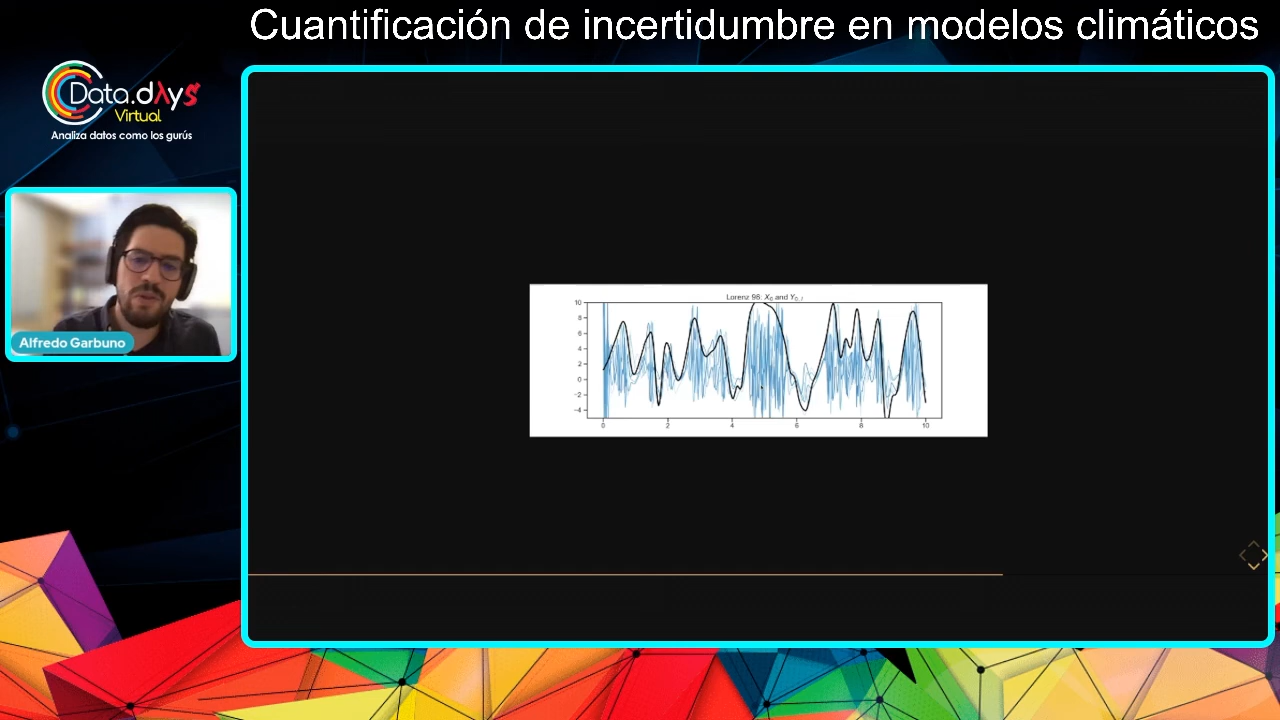 Cuantificación de incertidumbre en modelos climáticos
Data.dλys
Virtual
Analiza datos como los gurús
Alfredo Garbuno
Lorenz 96: X₀ and Y₀,ᵢ
10
8
6
4
2
0
−2
−4
0 2 4 6 8 10